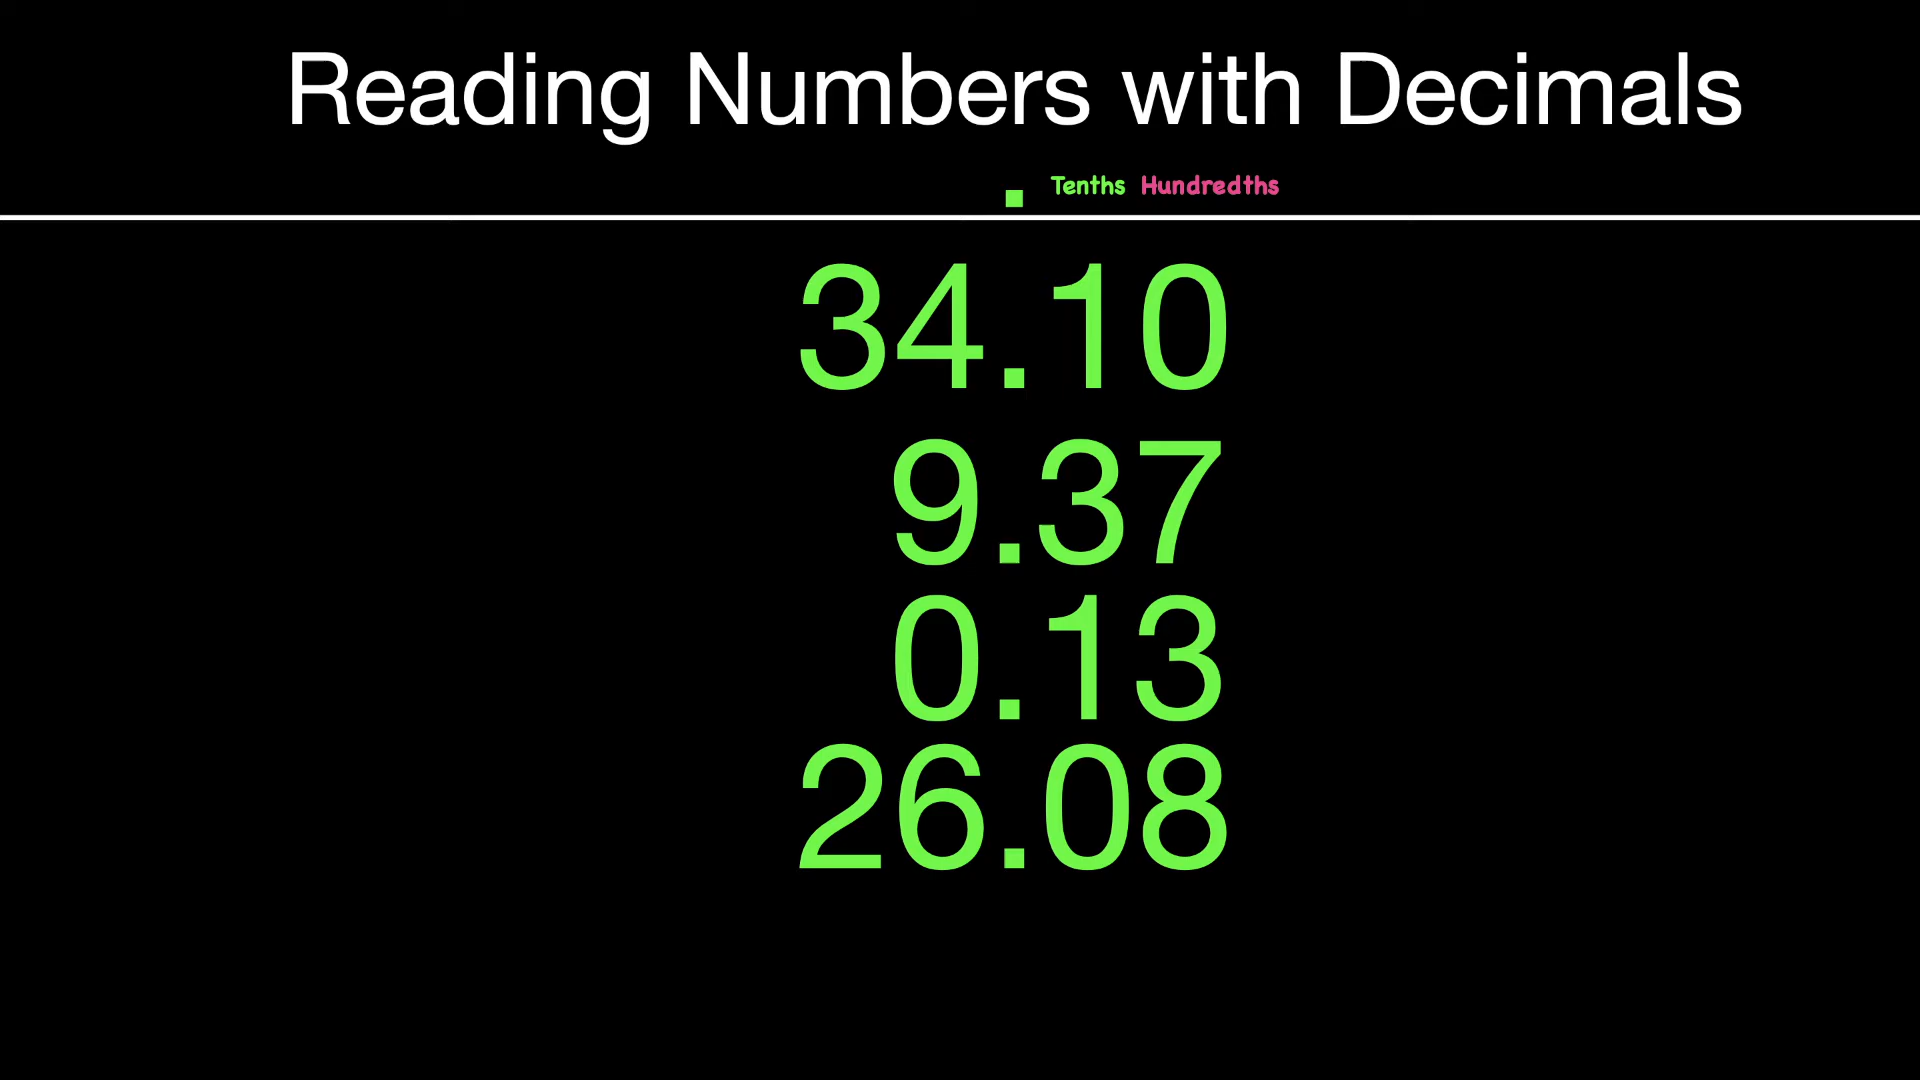 Reading Numbers with Decimals
. Tenths Hundredths
34.10
9.37
0.13
26.08